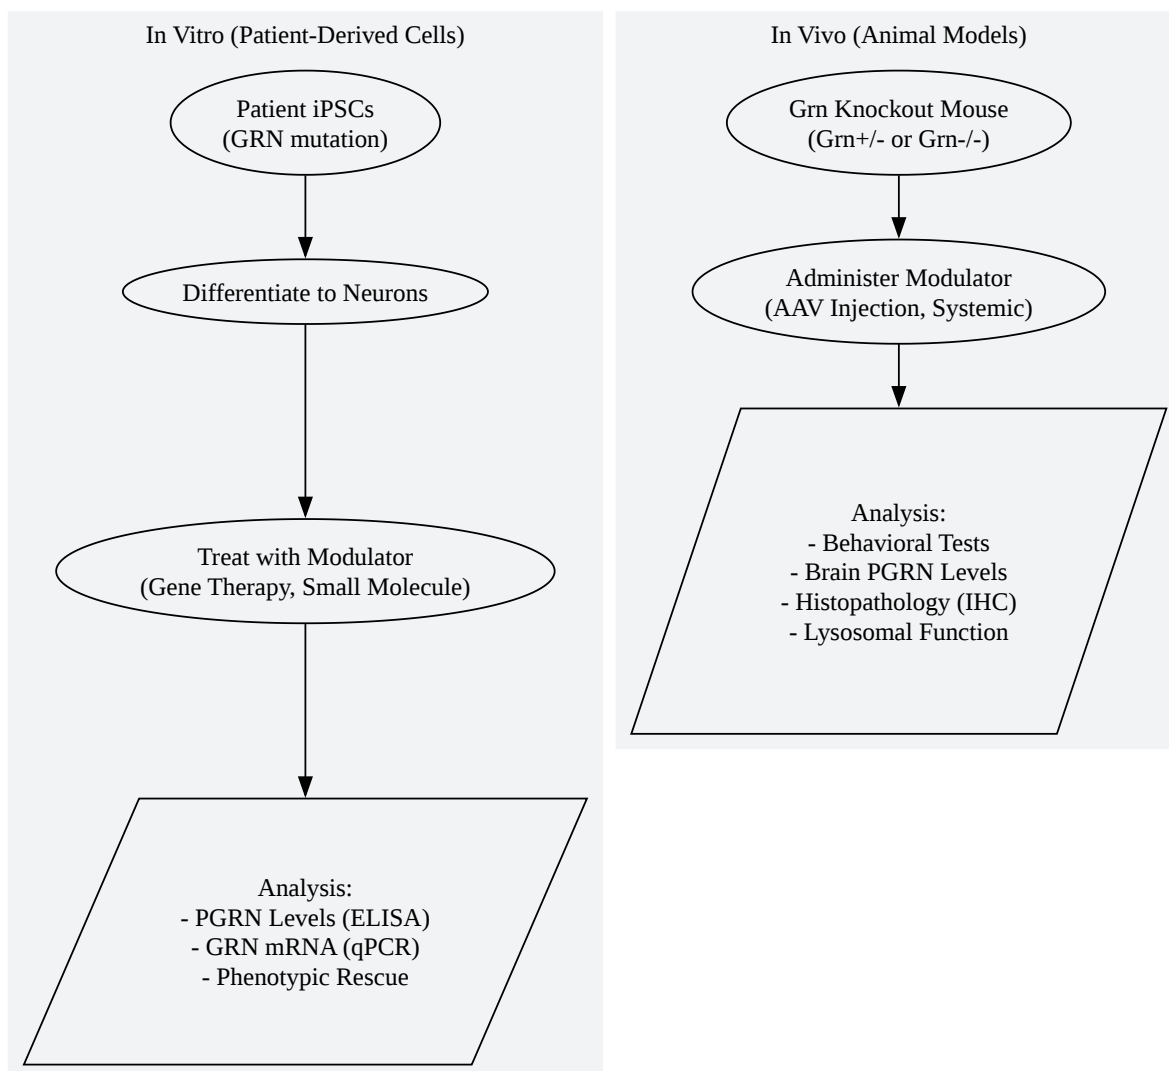 In Vitro (Patient-Derived Cells)
Patient iPSCs
(GRN mutation)
Differentiate to Neurons
Treat with Modulator
(Gene Therapy, Small Molecule)
Analysis:
- PGRN Levels (ELISA)
- GRN mRNA (qPCR)
- Phenotypic Rescue
In Vivo (Animal Models)
Grn Knockout Mouse
(Grn+/- or Grn-/-)
Administer Modulator
(AAV Injection, Systemic)
Analysis:
- Behavioral Tests
- Brain PGRN Levels
- Histopathology (IHC)
- Lysosomal Function